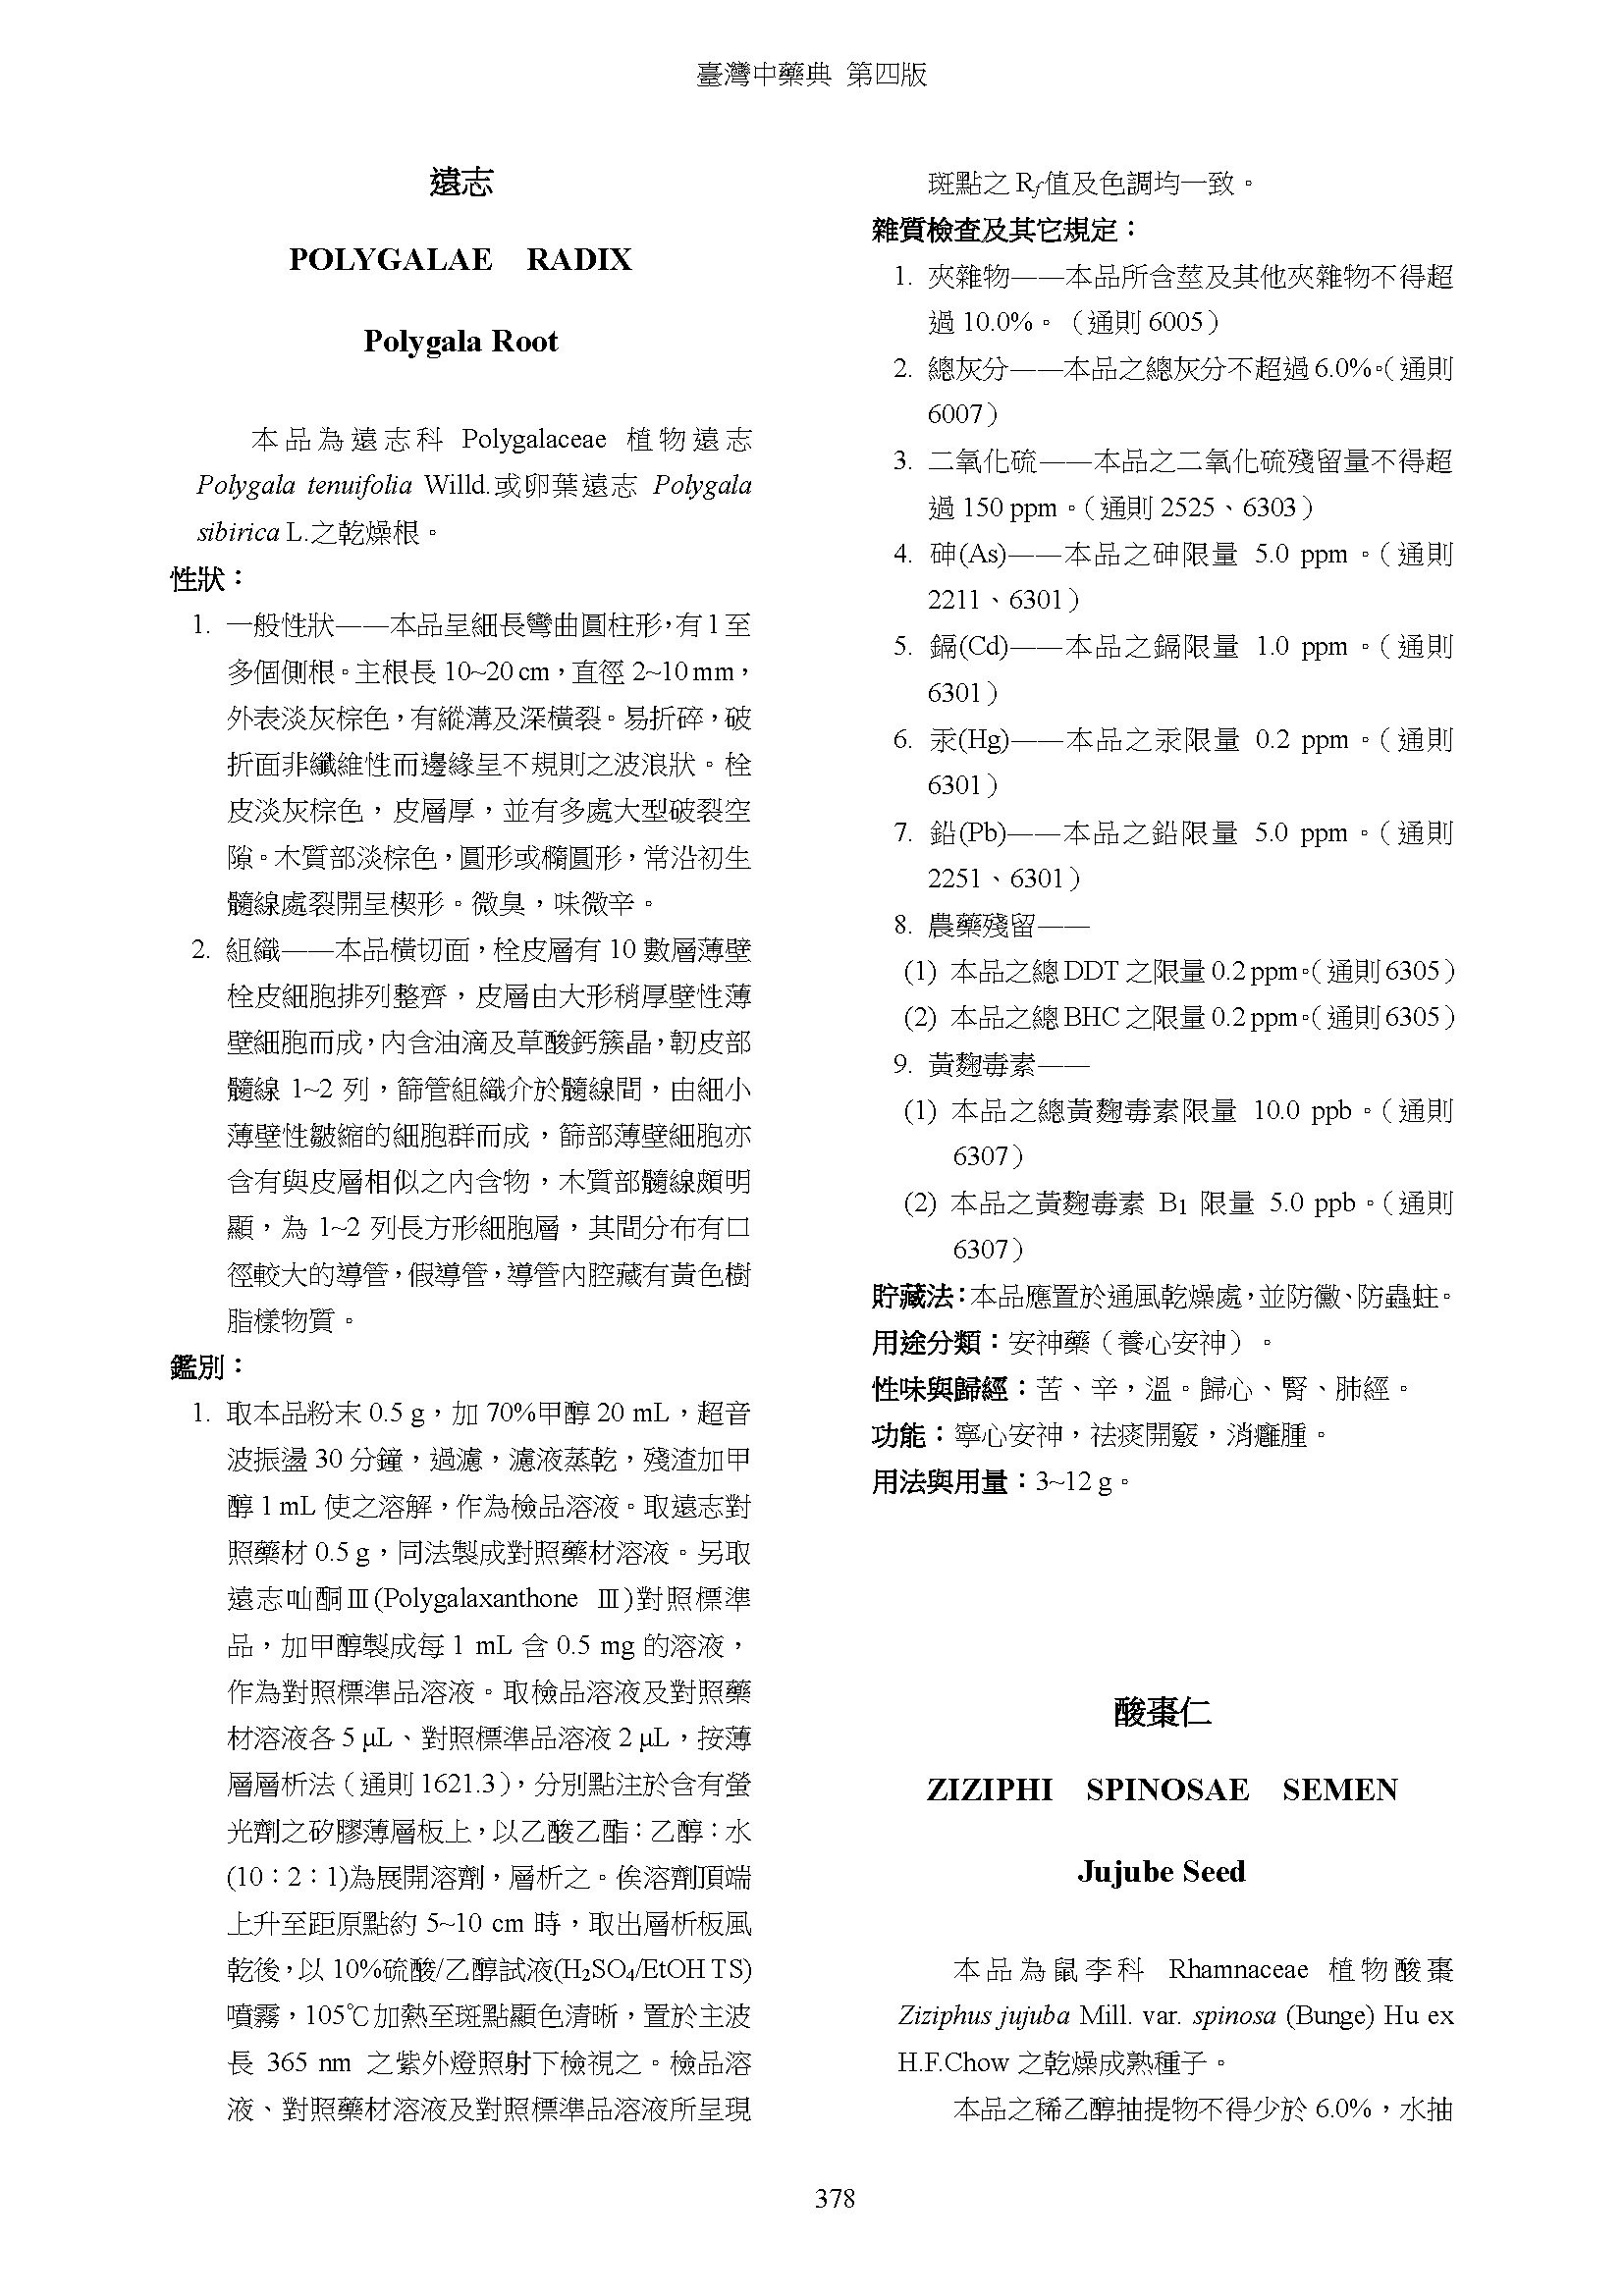 臺灣中藥典 第四版
遠志
POLYGALAE RADIX
Polygala Root
本品為遠志科 Polygalaceae 植物遠志
Polygala tenuifolia Willd.或卵葉遠志 Polygala
sibirica L.之乾燥根。
性狀：
1. 一般性狀——本品呈細長彎曲圓柱形，有1至
多個側根。主根長 10~20 cm，直徑 2~10 mm，
外表淡灰棕色，有縱溝及深橫裂。易折碎，破
折面非纖維性而邊緣呈不規則之波浪狀。栓
皮淡灰棕色，皮層厚，並有多處大型破裂空
隙。木質部淡棕色，圓形或橢圓形，常沿初生
髓線處裂開呈楔形。微臭，味微辛。
2. 組織——本品橫切面，栓皮層有 10 數層薄壁
栓皮細胞排列整齊，皮層由大形稍厚壁性薄
壁細胞而成，內含油滴及草酸鈣簇晶，韌皮部
髓線 1~2 列，篩管組織介於髓線間，由細小
薄壁性皺縮的細胞群而成，篩部薄壁細胞亦
含有與皮層相似之內含物，木質部髓線頗明
顯，為 1~2 列長方形細胞層，其間分布有口
徑較大的導管，假導管，導管內腔藏有黃色樹
脂樣物質。
鑑別：
1. 取本品粉末 0.5 g，加 70%甲醇 20 mL，超音
波振盪 30 分鐘，過濾，濾液蒸乾，殘渣加甲
醇 1 mL 使之溶解，作為檢品溶液。取遠志對
照藥材 0.5 g，同法製成對照藥材溶液。另取
遠志𠮿酮Ⅲ(Polygalaxanthone Ⅲ)對照標準
品，加甲醇製成每 1 mL 含 0.5 mg 的溶液，
作為對照標準品溶液。取檢品溶液及對照藥
材溶液各 5 μL、對照標準品溶液 2 μL，按薄
層層析法（通則 1621.3），分別點注於含有螢
光劑之矽膠薄層板上，以乙酸乙酯：乙醇：水
(10：2：1)為展開溶劑，層析之。俟溶劑頂端
上升至距原點約 5~10 cm 時，取出層析板風
乾後，以 10%硫酸/乙醇試液(H₂SO₄/EtOH TS)
噴霧，105℃加熱至斑點顯色清晰，置於主波
長 365 nm 之紫外燈照射下檢視之。檢品溶
液、對照藥材溶液及對照標準品溶液所呈現
斑點之 Rf值及色調均一致。
雜質檢查及其它規定：
1. 夾雜物——本品所含莖及其他夾雜物不得超
過 10.0%。（通則 6005）
2. 總灰分——本品之總灰分不超過 6.0%。（通則
6007）
3. 二氧化硫——本品之二氧化硫殘留量不得超
過 150 ppm。（通則 2525、6303）
4. 砷(As)——本品之砷限量 5.0 ppm。（通則
2211、6301）
5. 鎘(Cd)——本品之鎘限量 1.0 ppm。（通則
6301）
6. 汞(Hg)——本品之汞限量 0.2 ppm。（通則
6301）
7. 鉛(Pb)——本品之鉛限量 5.0 ppm。（通則
2251、6301）
8. 農藥殘留——
(1) 本品之總 DDT 之限量 0.2 ppm。（通則 6305）
(2) 本品之總 BHC 之限量 0.2 ppm。（通則 6305）
9. 黃麴毒素——
(1) 本品之總黃麴毒素限量 10.0 ppb。（通則
6307）
(2) 本品之黃麴毒素 B₁ 限量 5.0 ppb。（通則
6307）
貯藏法：本品應置於通風乾燥處，並防黴、防蟲蛀。
用途分類：安神藥（養心安神）。
性味與歸經：苦、辛，溫。歸心、腎、肺經。
功能：寧心安神，祛痰開竅，消癰腫。
用法與用量：3~12 g。
酸棗仁
ZIZIPHI SPINOSAE SEMEN
Jujube Seed
本品為鼠李科 Rhamnaceae 植物酸棗
Ziziphus jujuba Mill. var. spinosa (Bunge) Hu ex
H.F.Chow 之乾燥成熟種子。
本品之稀乙醇抽提物不得少於 6.0%，水抽
378